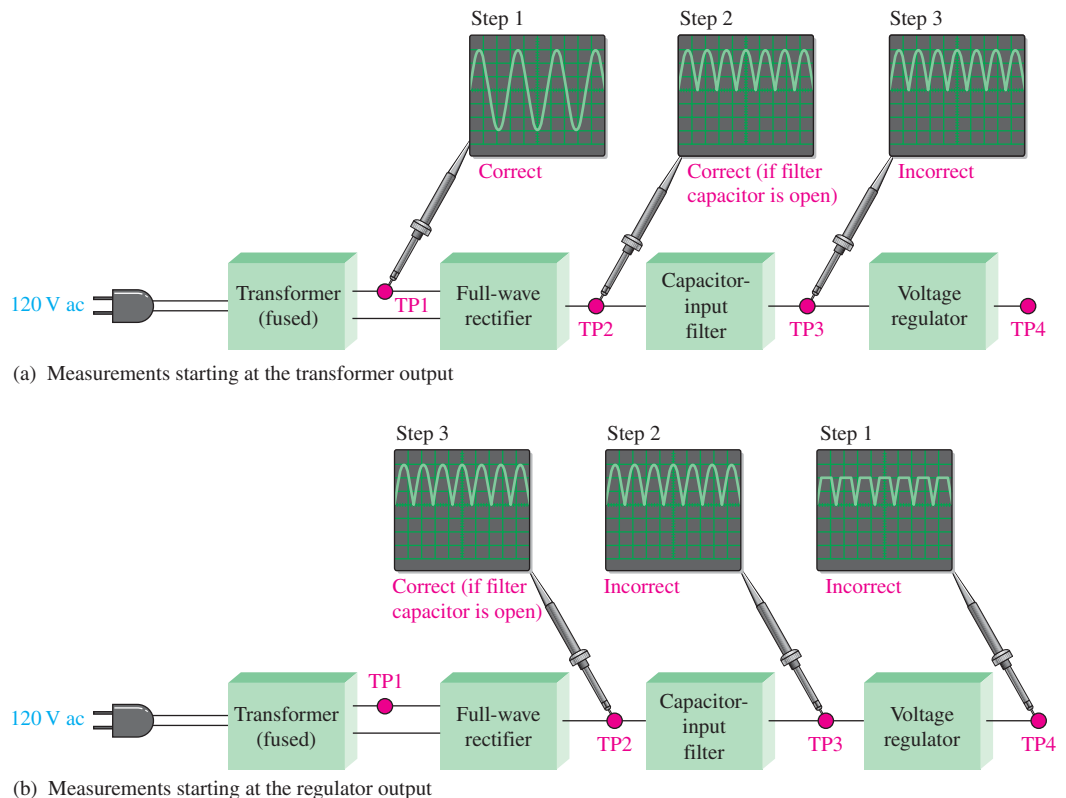 Step 1
Step 2
Step 3
Correct
Correct (if filter
capacitor is open)
Incorrect
120 V ac
Transformer
(fused)
TP1
Full-wave
rectifier
TP2
Capacitor-
input
filter
TP3
Voltage
regulator
TP4
(a) Measurements starting at the transformer output
Step 3
Step 2
Step 1
Correct (if filter
capacitor is open)
Incorrect
Incorrect
120 V ac
Transformer
(fused)
TP1
Full-wave
rectifier
TP2
Capacitor-
input
filter
TP3
Voltage
regulator
TP4
(b) Measurements starting at the regulator output